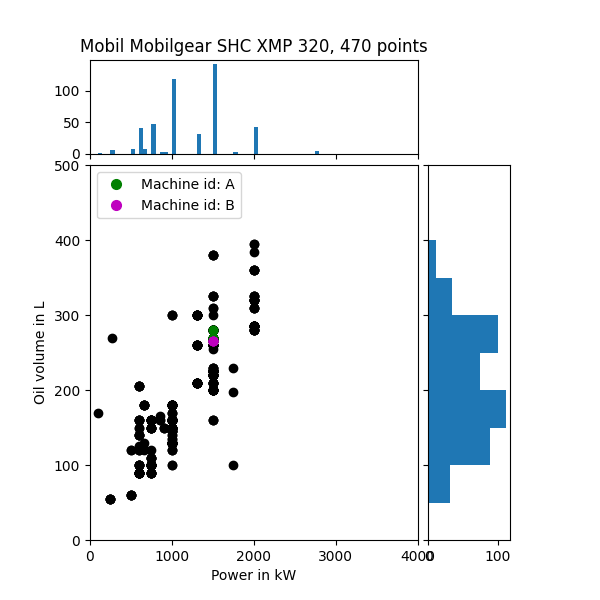 Mobil Mobilgear SHC XMP 320, 470 points
100
50
0
500
400
300
200
100
0
Oil volume in L
Machine id: A
Machine id: B
0 1000 2000 3000 4000
Power in kW
0 100